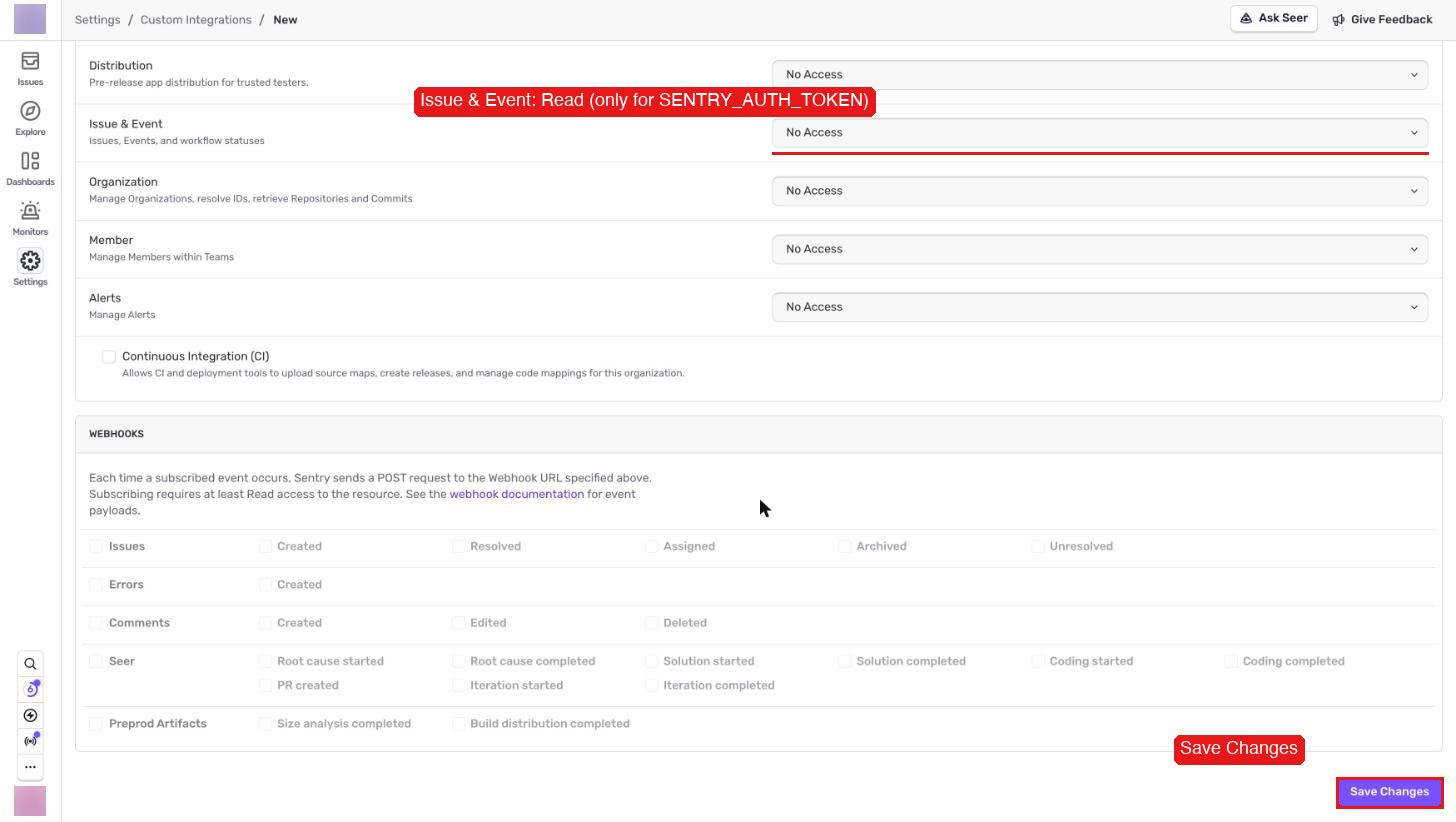 Settings / Custom Integrations / New
Ask Seer
Give Feedback
Issues
Explore
Dashboards
Monitors
Settings
Distribution
Pre-release app distribution for trusted testers.
No Access
Issue & Event: Read (only for SENTRY_AUTH_TOKEN)
Issue & Event
Issues, Events, and workflow statuses
No Access
Organization
Manage Organizations, resolve IDs, retrieve Repositories and Commits
No Access
Member
Manage Members within Teams
No Access
Alerts
Manage Alerts
No Access
Continuous Integration (CI)
Allows CI and deployment tools to upload source maps, create releases, and manage code mappings for this organization.
WEBHOOKS
Each time a subscribed event occurs, Sentry sends a POST request to the Webhook URL specified above.
Subscribing requires at least Read access to the resource. See the webhook documentation for event
payloads.
Issues Created Resolved Assigned Archived Unresolved
Errors Created
Comments Created Edited Deleted
Seer Root cause started Root cause completed Solution started Solution completed Coding started Coding completed
PR created Iteration started Iteration completed
Preprod Artifacts Size analysis completed Build distribution completed
Save Changes
Save Changes